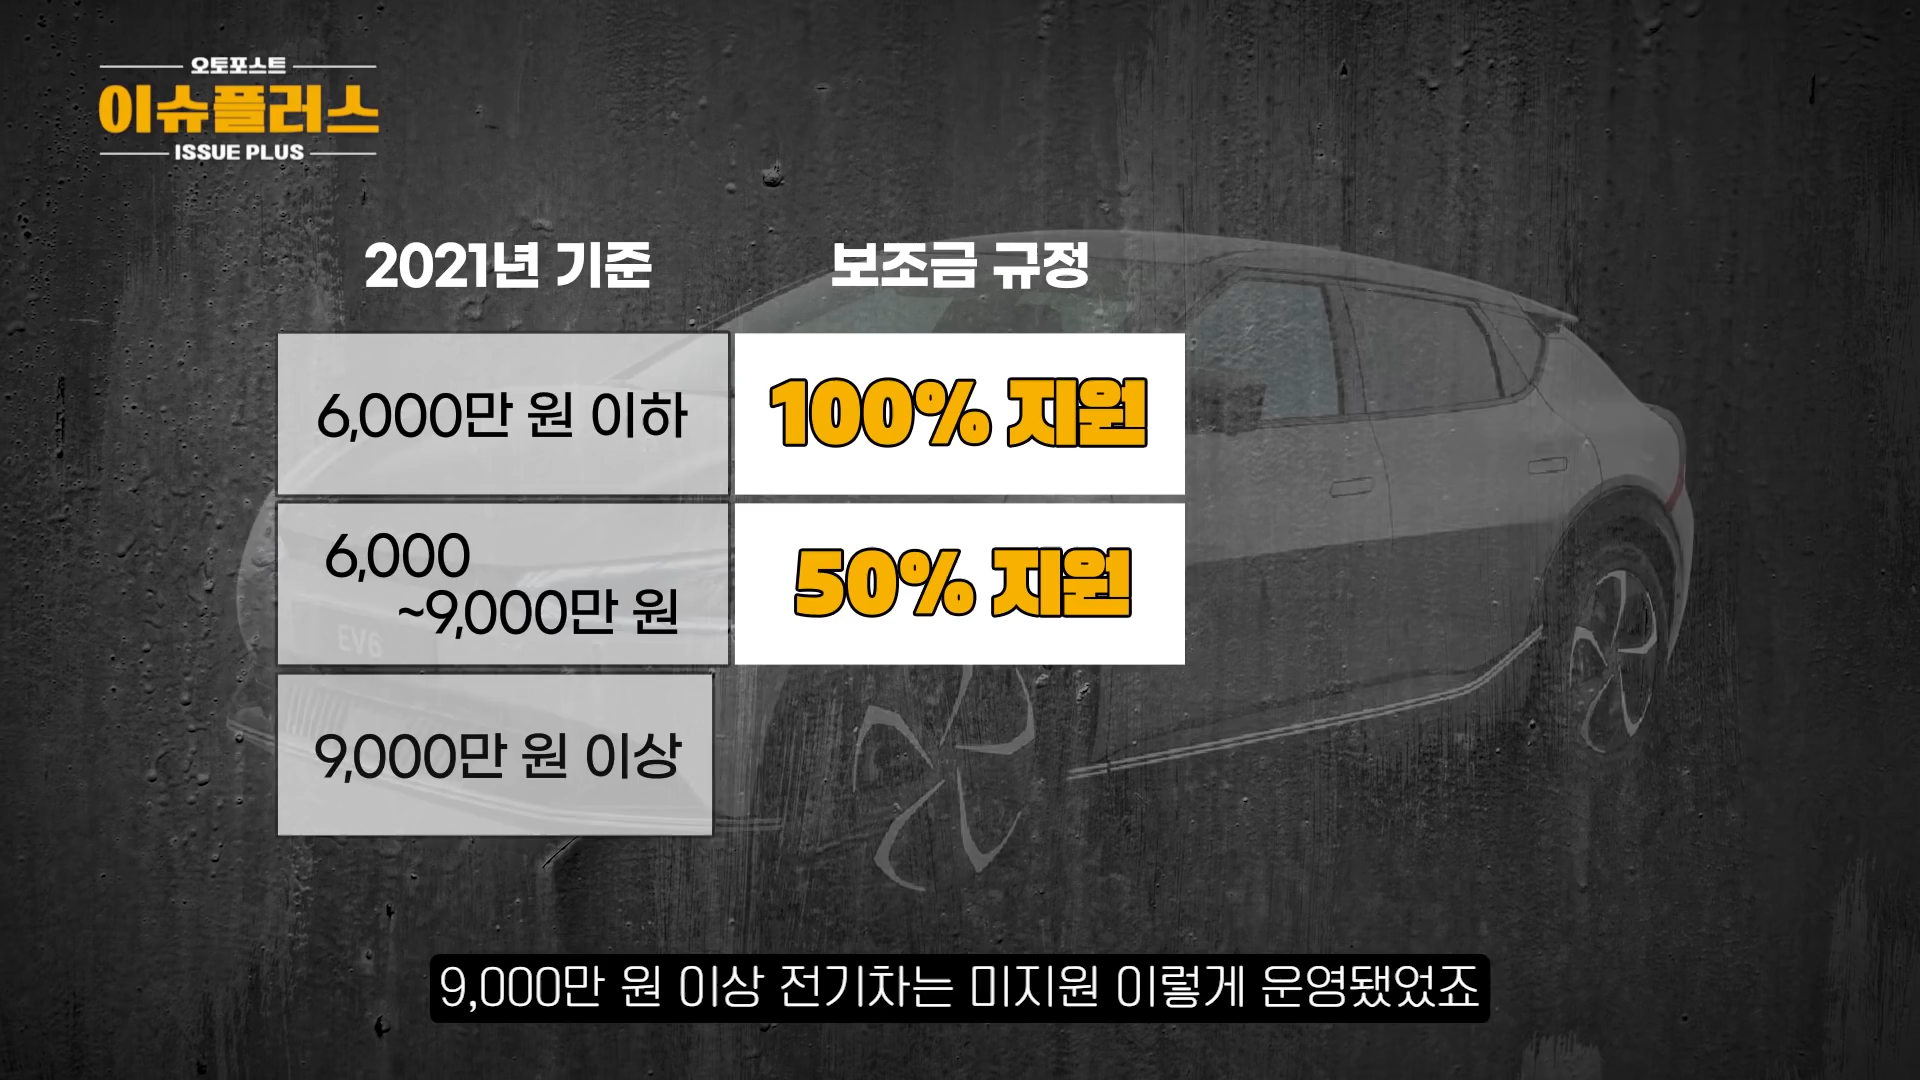 오토포스트
이슈플러스
ISSUE PLUS
2021년 기준
보조금 규정
6,000만 원 이하
100% 지원
6,000
~9,000만 원
50% 지원
9,000만 원 이상
EV6
9,000만 원 이상 전기차는 미지원 이렇게 운영됐었죠